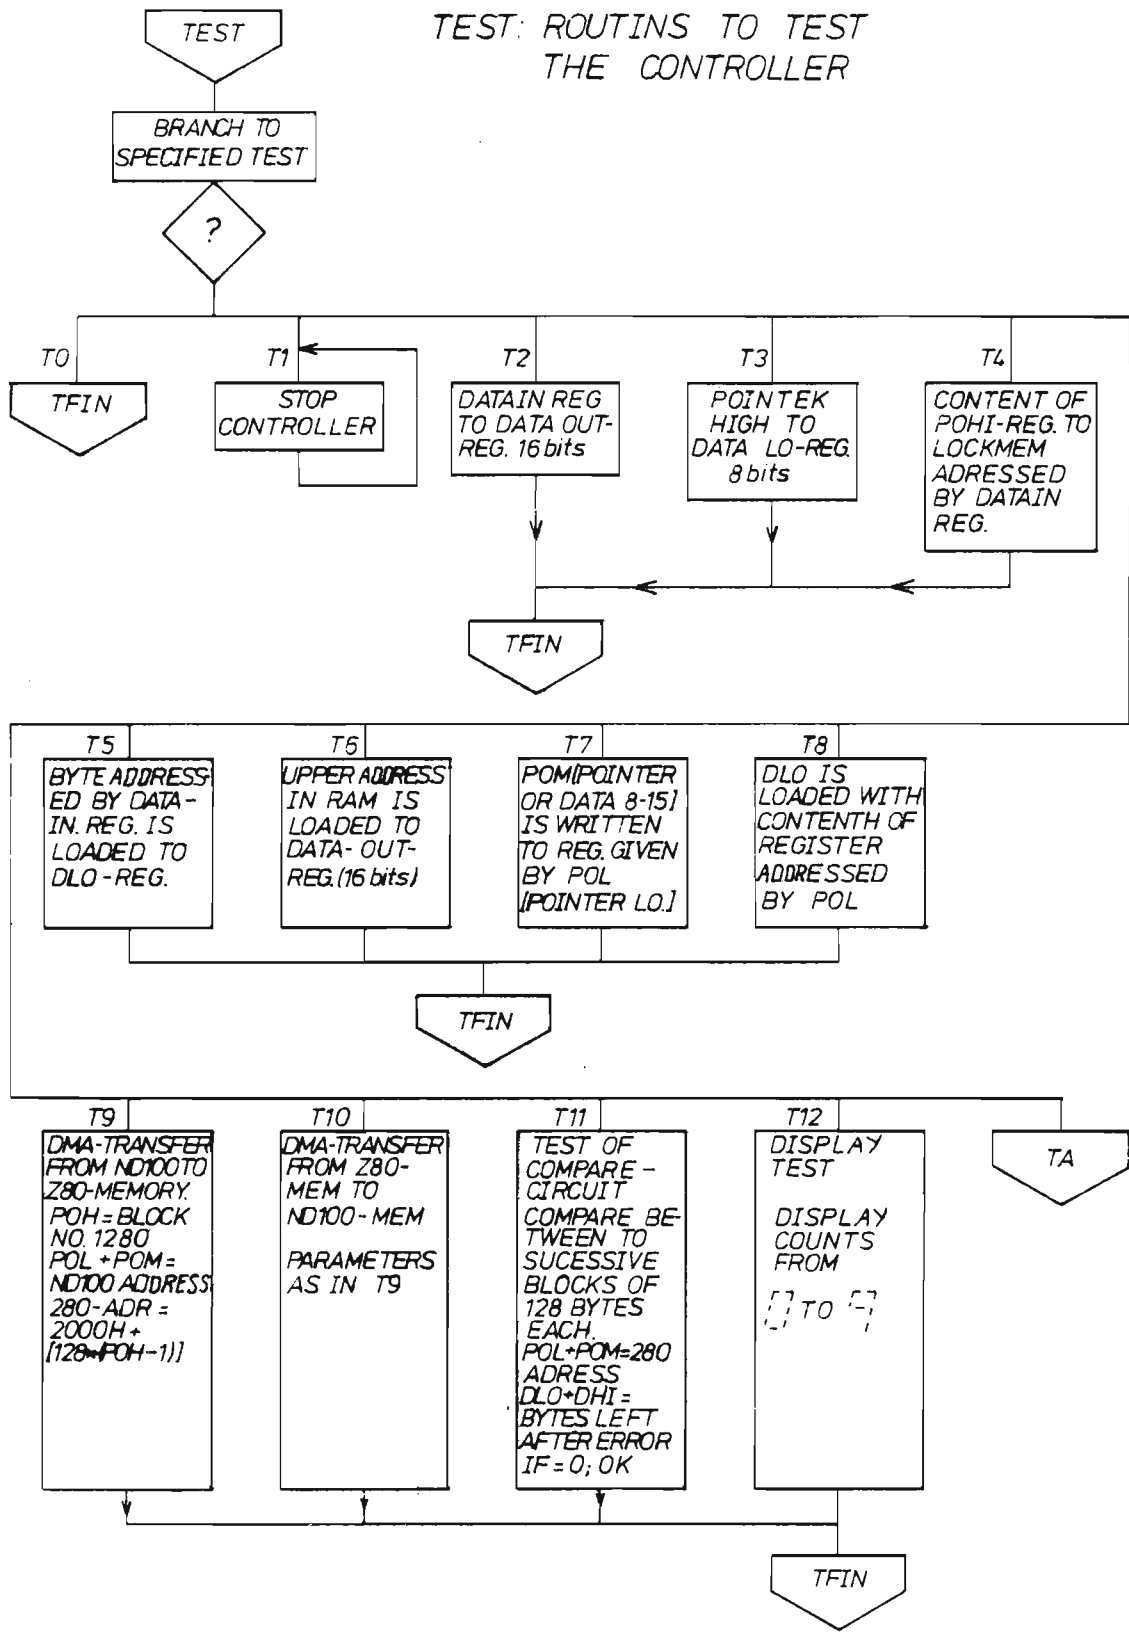 TEST
TEST: ROUTINS TO TEST
THE CONTROLLER
BRANCH TO
SPECIFIED TEST
?
T0
TFIN
T1
STOP
CONTROLLER
T2
DATAIN REG
TO DATA OUT-
REG. 16 bits
T3
POINTEK
HIGH TO
DATA LO-REG.
8 bits
T4
CONTENT OF
POHI-REG. TO
LOCKMEM
ADRESSED
BY DATAIN
REG.
TFIN
T5
BYTE ADDRESS-
ED BY DATA-
IN. REG. IS
LOADED TO
DLO-REG.
T6
UPPER ADDRESS
IN RAM IS
LOADED TO
DATA-OUT-
REG. (16 bits)
T7
POM[POINTER
OR DATA 8-15]
IS WRITTEN
TO REG. GIVEN
BY POL
[POINTER LO.]
T8
DLO IS
LOADED WITH
CONTENTH OF
REGISTER
ADDRESSED
BY POL
TFIN
T9
DMA-TRANSFER
FROM ND100 TO
Z80-MEMORY.
POH = BLOCK
NO. 1280
POL + POM =
ND100 ADDRESS
280-ADR =
2000H +
[128*(POH-1)]
T10
DMA-TRANSFER
FROM Z80-
MEM TO
ND100-MEM
PARAMETERS
AS IN T9
T11
TEST OF
COMPARE-
CIRCUIT
COMPARE BE-
TWEEN TO
SUCESSIVE
BLOCKS OF
128 BYTES
EACH.
POL+POM=280
ADRESS
DLO+DHI =
BYTES LEFT
AFTER ERROR
IF = 0; OK
T12
DISPLAY
TEST
DISPLAY
COUNTS
FROM
0 TO 9
TA
TFIN